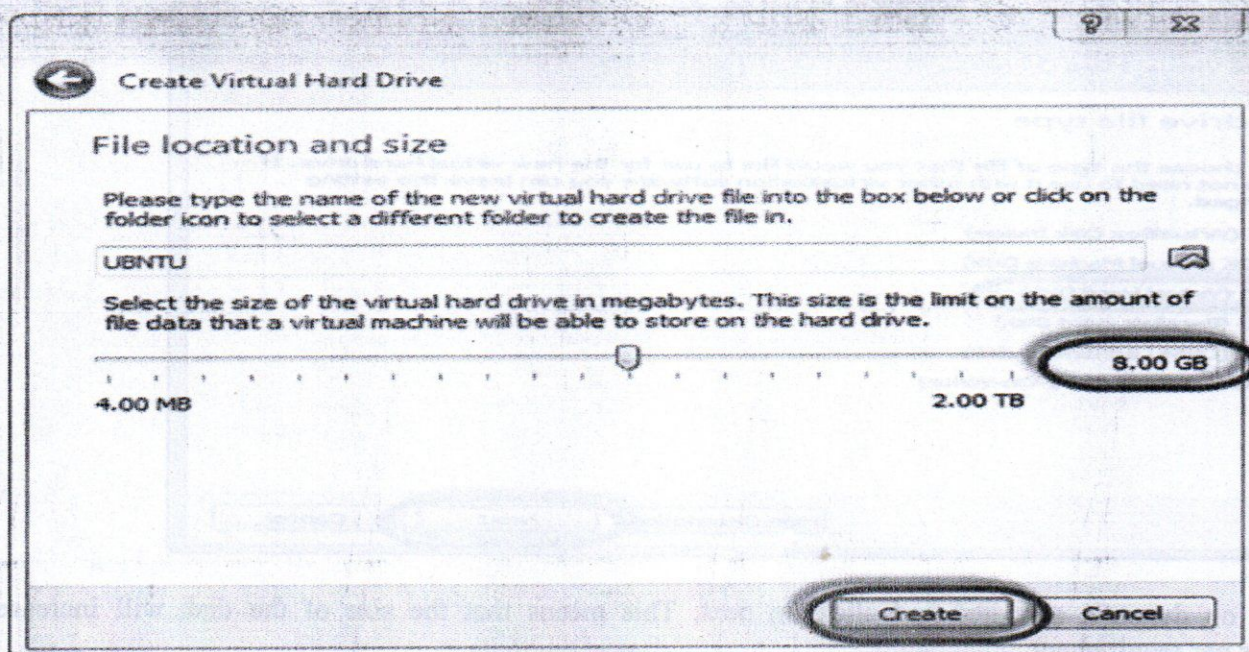 Create Virtual Hard Drive
File location and size
Please type the name of the new virtual hard drive file into the box below or click on the
folder icon to select a different folder to create the file in.
UBNTU
Select the size of the virtual hard drive in megabytes. This size is the limit on the amount of
file data that a virtual machine will be able to store on the hard drive.
8.00 GB
4.00 MB 2.00 TB
Create Cancel